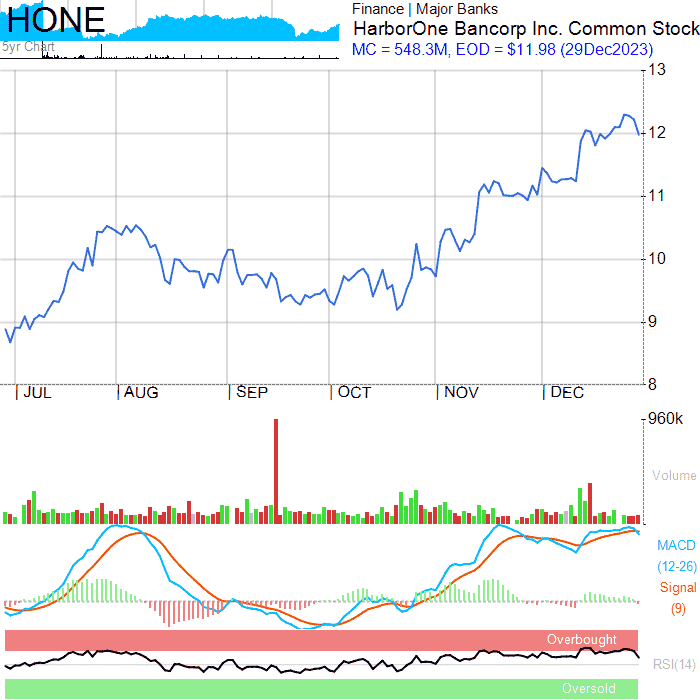 HONE
5yr Chart
Finance | Major Banks
HarborOne Bancorp Inc. Common Stock
MC = 548.3M, EOD = $11.98 (29Dec2023)
13
12
11
10
9
8
| JUL | AUG | SEP | OCT | NOV | DEC
960k
Volume
MACD
(12-26)
Signal
(9)
Overbought
RSI(14)
Oversold